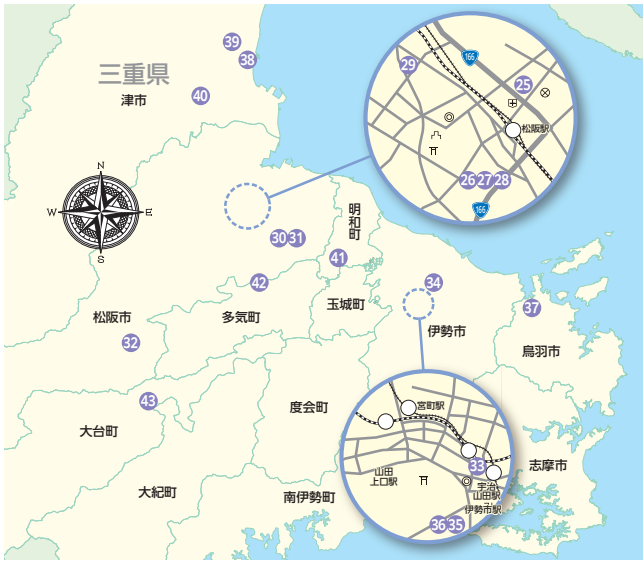 39
38
三重県
津市
40
166
29
25
松阪駅
26 27 28
166
N
W E
S
明和町
30 31
41
42
34
37
松阪市
多気町
玉城町
伊勢市
鳥羽市
32
43
度会町
宮町駅
大台町
33
山田
上口駅
宇治
山田駅
伊勢市駅
志摩市
大紀町
南伊勢町
36 35